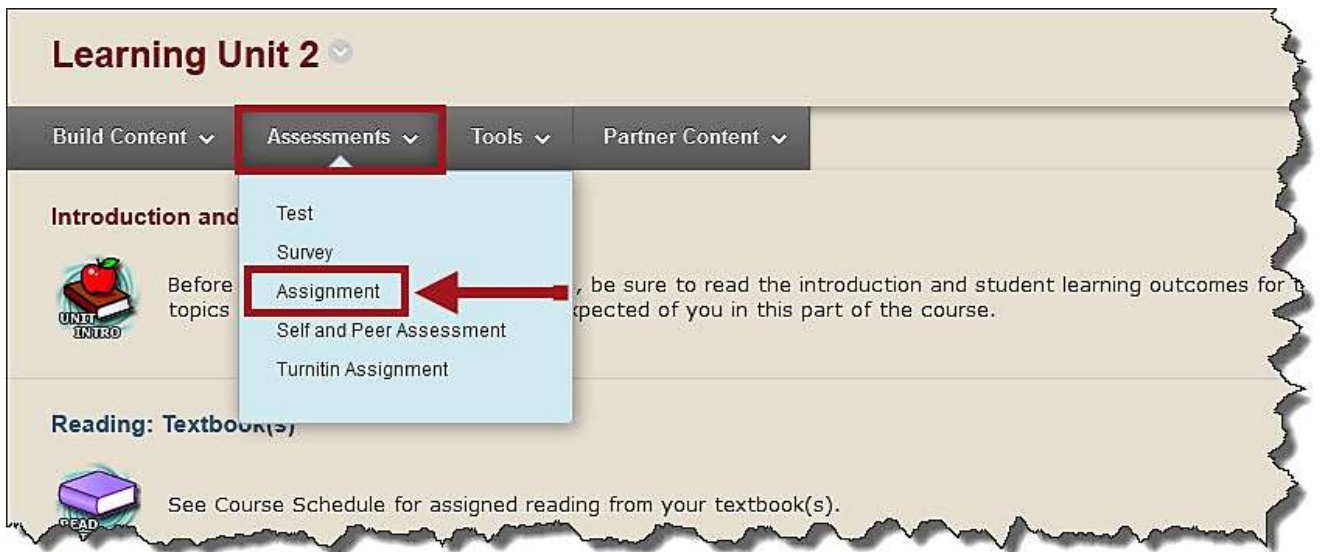 Learning Unit 2
Build Content Assessments Tools Partner Content
Test
Survey
Assignment
Self and Peer Assessment
Turnitin Assignment
Introduction and
UNIT
INTRO
Before , be sure to read the introduction and student learning outcomes for
topics xpected of you in this part of the course.
Reading: Textbook(s)
READ
See Course Schedule for assigned reading from your textbook(s).